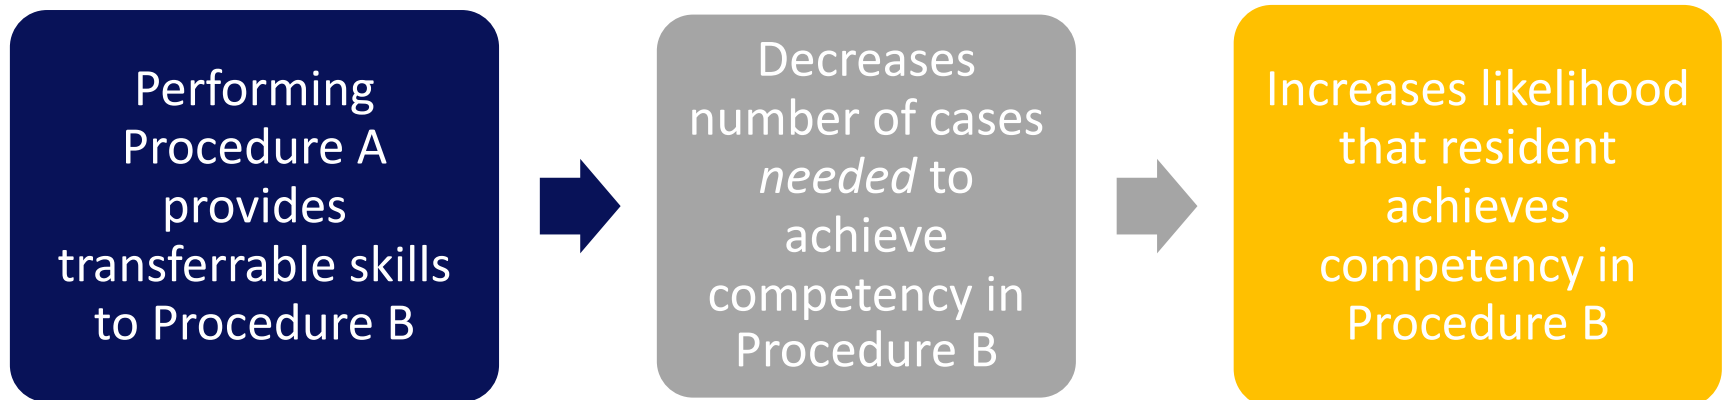 Performing
Procedure A
provides
transferrable skills
to Procedure B
Decreases
number of cases
needed to
achieve
competency in
Procedure B
Increases likelihood
that resident
achieves
competency in
Procedure B